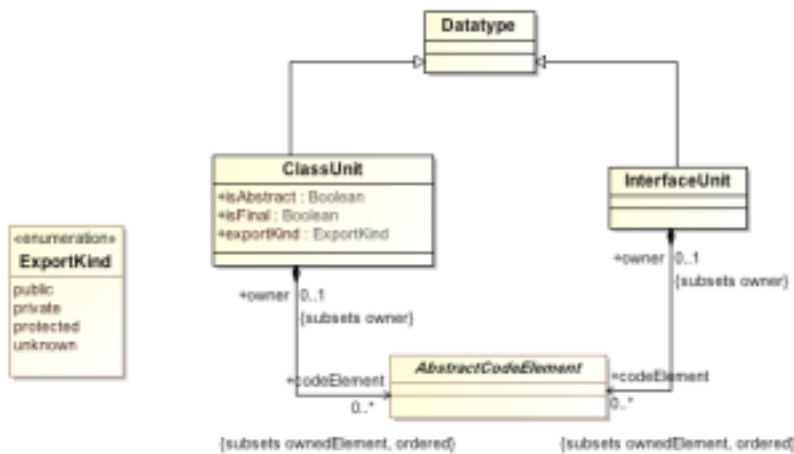 Datatype
ClassUnit
+isAbstract : Boolean
+isFinal : Boolean
+exportKind : ExportKind
InterfaceUnit
«enumeration»
ExportKind
public
private
protected
unknown
+owner 0..1
{subsets owner}
+owner 0..1
{subsets owner}
AbstractCodeElement
+codeElement
0..*
+codeElement
0..*
{subsets ownedElement, ordered}
{subsets ownedElement, ordered}